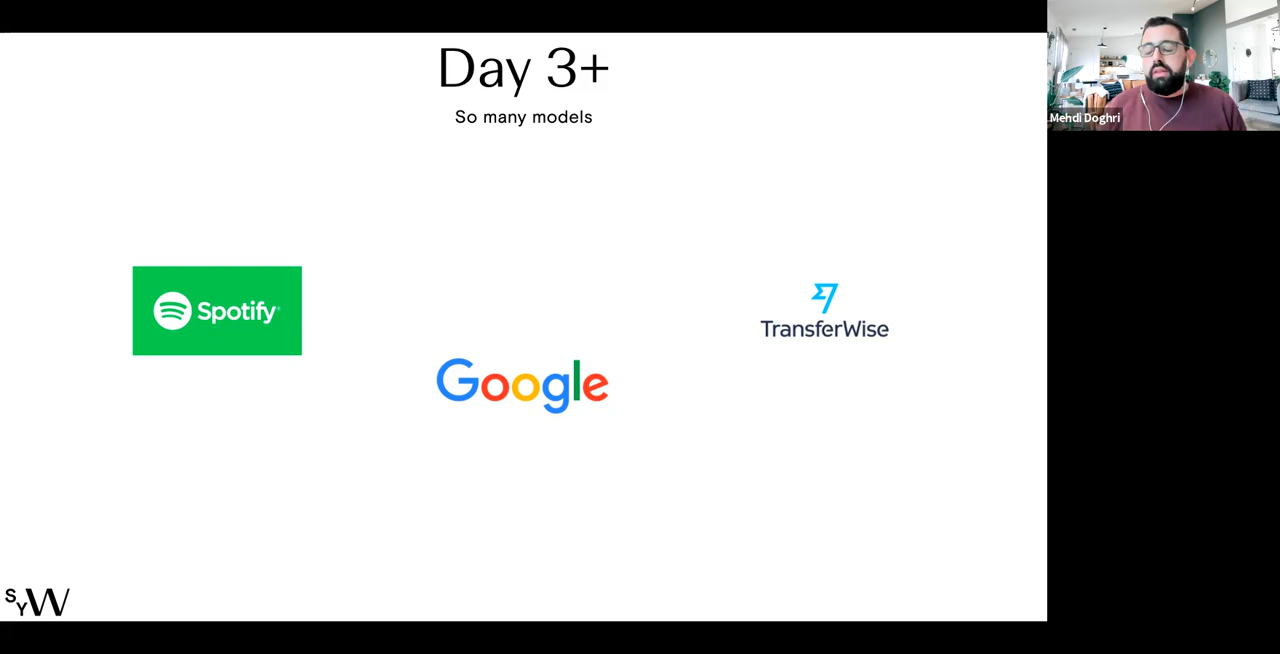 Day 3+
So many models
Mehdi Doghri
Spotify
TransferWise
Google
SYW